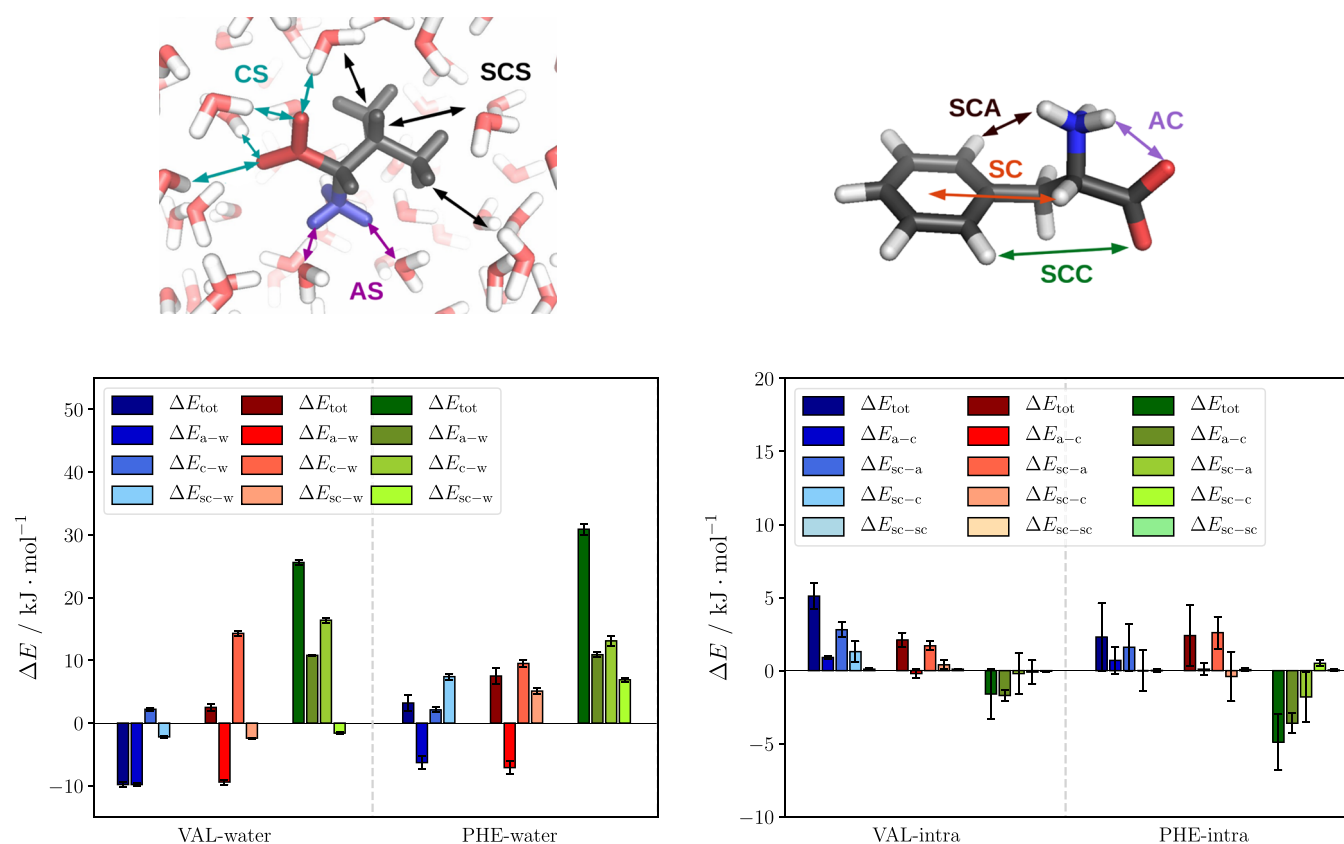 CS
SCS
AS
SCA
AC
SC
SCC
ΔE / kJ · mol⁻¹
50
40
30
20
10
0
−10
ΔE_tot ΔE_tot ΔE_tot
ΔE_a−w ΔE_a−w ΔE_a−w
ΔE_c−w ΔE_c−w ΔE_c−w
ΔE_sc−w ΔE_sc−w ΔE_sc−w
VAL-water PHE-water
ΔE / kJ · mol⁻¹
20
15
10
5
0
−5
−10
ΔE_tot ΔE_tot ΔE_tot
ΔE_a−c ΔE_a−c ΔE_a−c
ΔE_sc−a ΔE_sc−a ΔE_sc−a
ΔE_sc−c ΔE_sc−c ΔE_sc−c
ΔE_sc−sc ΔE_sc−sc ΔE_sc−sc
VAL-intra PHE-intra